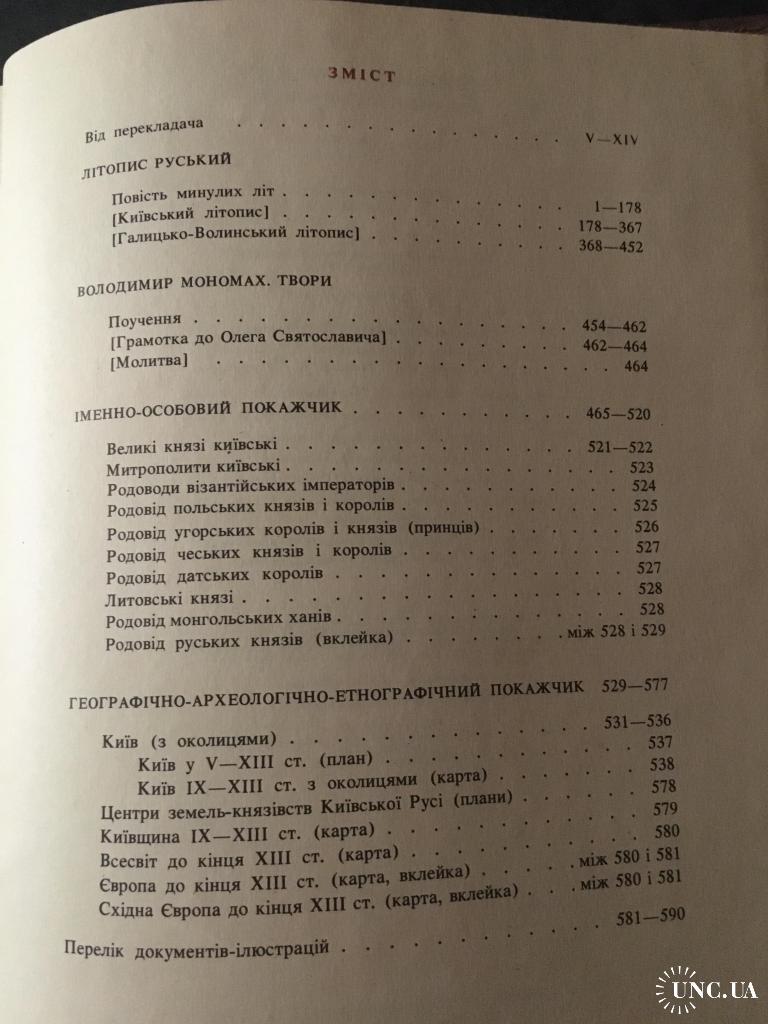 ЗМІСТ
Від перекладача . . . . . . . . . . . . . . . V—XIV
ЛІТОПИС РУСЬКИЙ
Повість минулих літ . . . . . . . . . . . . . 1—178
[Київський літопис] . . . . . . . . . . . . . 178—367
[Галицько-Волинський літопис] . . . . . . . . . 368—452
ВОЛОДИМИР МОНОМАХ. ТВОРИ
Поучення . . . . . . . . . . . . . . . . . 454—462
[Грамотка до Олега Святославича] . . . . . . . . 462—464
[Молитва] . . . . . . . . . . . . . . . . . 464
ІМЕННО-ОСОБОВИЙ ПОКАЖЧИК . . . . . . . . . . 465—520
Великі князі київські . . . . . . . . . . . . . 521—522
Митрополити київські . . . . . . . . . . . . . 523
Родоводи візантійських імператорів . . . . . . . . . 524
Родовід польських князів і королів . . . . . . . . . 525
Родовід угорських королів і князів (принців) . . . . . . 526
Родовід чеських князів і королів . . . . . . . . . . 527
Родовід датських королів . . . . . . . . . . . . 527
Литовські князі . . . . . . . . . . . . . . . 528
Родовід монгольських ханів . . . . . . . . . . . . 528
Родовід руських князів (вклейка) . . . . . . . . між 528 і 529
ГЕОГРАФІЧНО-АРХЕОЛОГІЧНО-ЕТНОГРАФІЧНИЙ ПОКАЖЧИК 529—577
Київ (з околицями) . . . . . . . . . . . . . 531—536
Київ у V—XIII ст. (план) . . . . . . . . . . . 537
Київ IX—XIII ст. з околицями (карта) . . . . . . . 538
Центри земель-князівств Київської Русі (плани) . . . . . 578
Київщина IX—XIII ст. (карта) . . . . . . . . . . 579
Всесвіт до кінця XIII ст. (карта) . . . . . . . . . 580
Європа до кінця XIII ст. (карта, вклейка) . . . . між 580 і 581
Східна Європа до кінця XIII ст. (карта, вклейка) . . . між 580 і 581
Перелік документів-ілюстрацій . . . . . . . . . . 581—590
UNC.UA